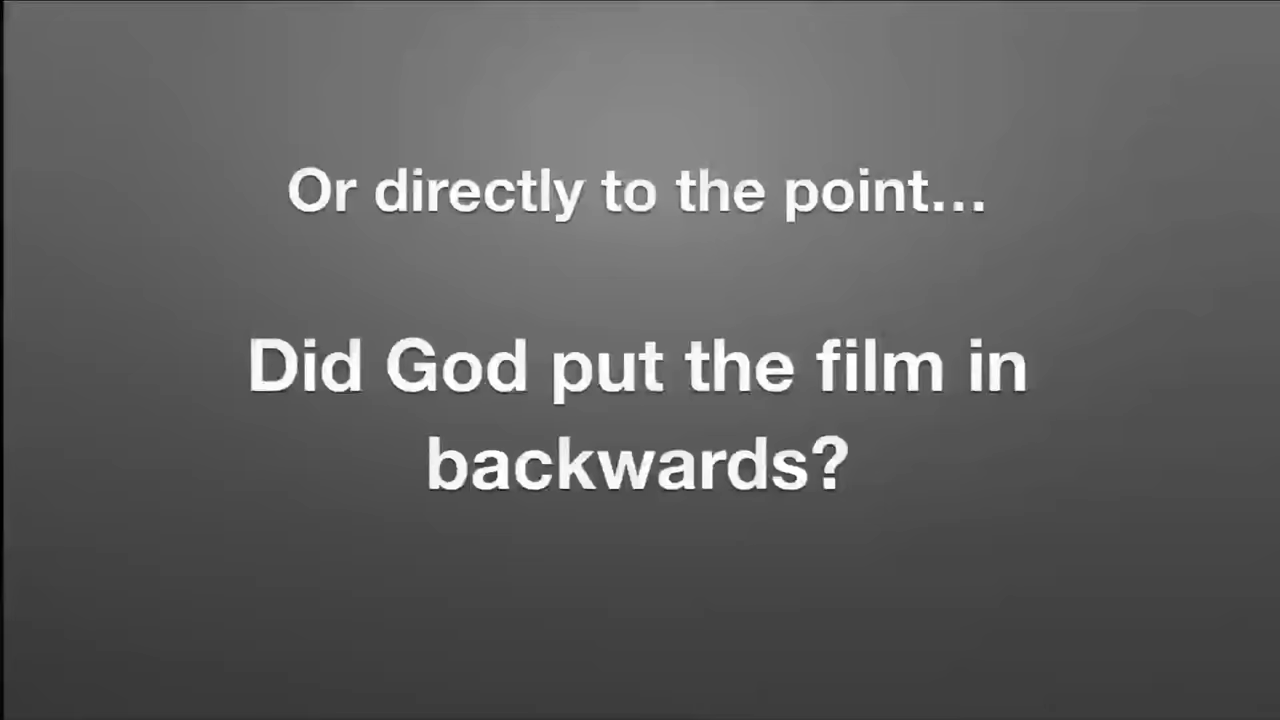 Or directly to the point…
Did God put the film in
backwards?